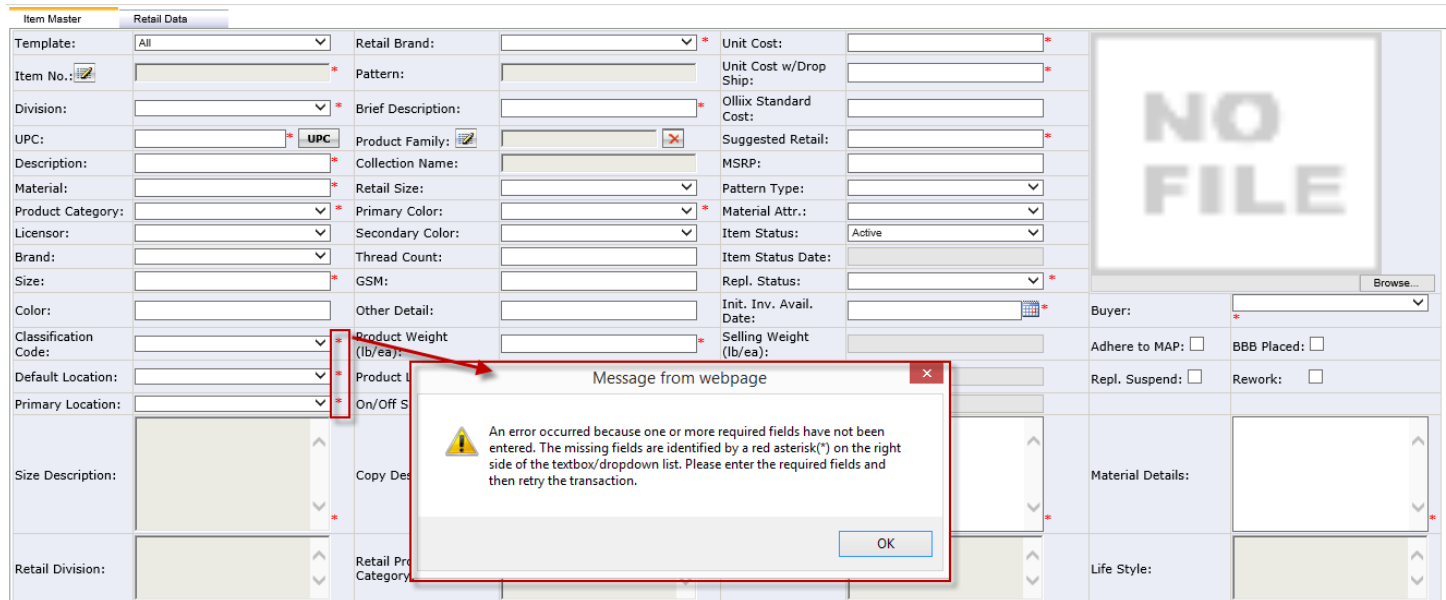 Item Master Retail Data
Template: All Retail Brand: * Unit Cost: *
NO
FILE
Item No.: * Pattern: Unit Cost w/Drop
Ship: *
Division: * Brief Description: * Olliix Standard
Cost:
UPC: * UPC Product Family: Suggested Retail: *
Description: * Collection Name: MSRP:
Material: * Retail Size: Pattern Type:
Product Category: * Primary Color: * Material Attr.:
Licensor: Secondary Color: Item Status: Active
Brand: Thread Count: Item Status Date:
Size: * GSM: Repl. Status: * Browse...
Color: Other Detail: Init. Inv. Avail.
Date: * Buyer: *
Classification
Code: * Product Weight
(lb/ea): * Selling Weight
(lb/ea): Adhere to MAP: BBB Placed:
Default Location: * Product L Repl. Suspend: Rework:
Primary Location: * On/Off S
Message from webpage
An error occurred because one or more required fields have not been
entered. The missing fields are identified by a red asterisk(*) on the right
side of the textbox/dropdown list. Please enter the required fields and
then retry the transaction.
OK
Size Description: * Copy Des * Material Details: *
Retail Division: Retail Pro
Category Life Style: